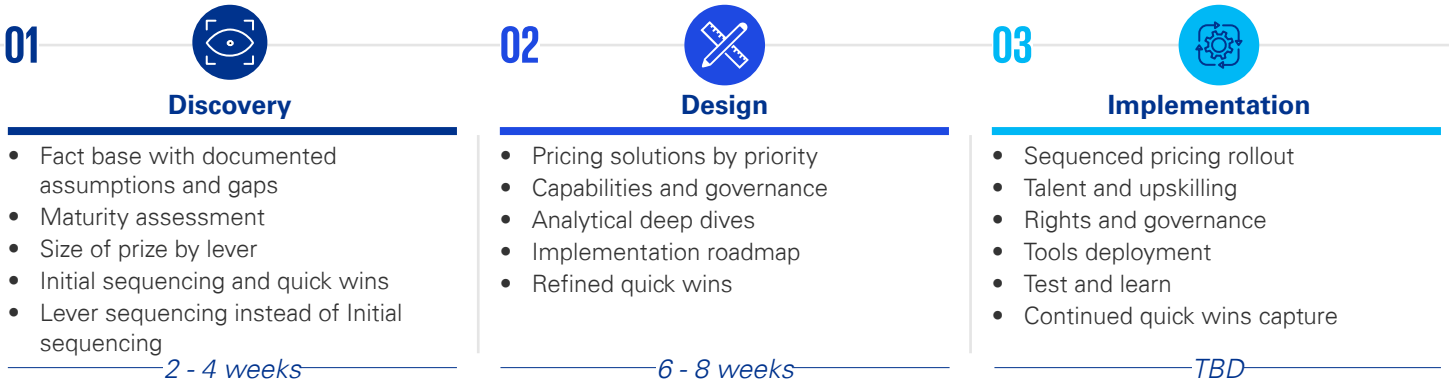 01
Discovery
• Fact base with documented
assumptions and gaps
• Maturity assessment
• Size of prize by lever
• Initial sequencing and quick wins
• Lever sequencing instead of Initial
sequencing
2 - 4 weeks
02
Design
• Pricing solutions by priority
• Capabilities and governance
• Analytical deep dives
• Implementation roadmap
• Refined quick wins
6 - 8 weeks
03
Implementation
• Sequenced pricing rollout
• Talent and upskilling
• Rights and governance
• Tools deployment
• Test and learn
• Continued quick wins capture
TBD